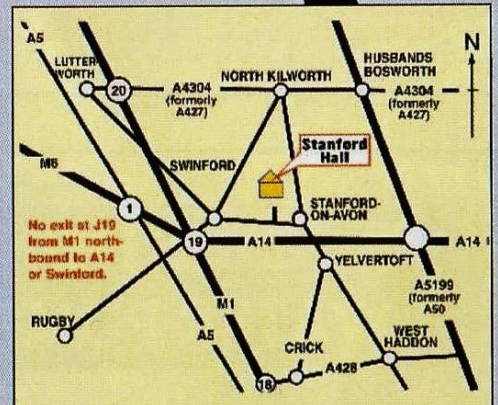 A5
LUTTER
WORTH
20
A4304
(formerly
A427)
NORTH KILWORTH
HUSBANDS
BOSWORTH
A4304
(formerly
A427)
N
M6
SWINFORD
Stanford
Hall
1
STANFORD-
ON-AVON
No exit at J19
from M1 north-
bound to A14
or Swinford.
19
A14
A14
YELVERTOFT
A5199
(formerly
A50
M1
RUGBY
A5
CRICK
WEST
HADDON
A428
18